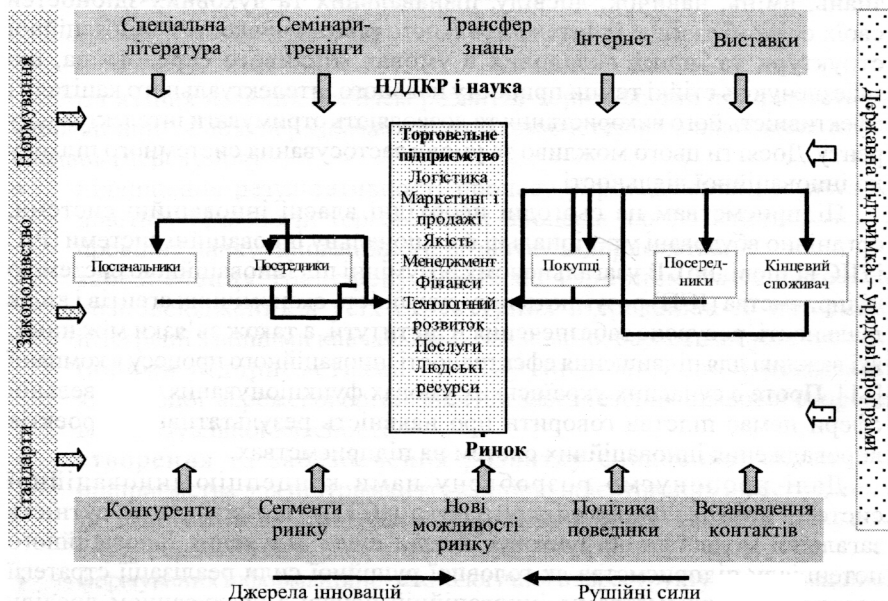 Спеціальна
література
Семінари-
тренінги
Трансфер
знань
Інтернет
Виставки
НДДКР і наука
Нормування
Законодавство
Стандарти
Торговельне
підприємство
Логістика
Маркетинг і
продажі
Якість
Менеджмент
Фінанси
Технологічний
розвиток
Послуги
Людські
ресурси
Постачальники
Посередники
Покупці
Посеред-
ники
Кінцевий
споживач
Державна підтримка – урядові програми
Ринок
Конкуренти
Сегменти
ринку
Нові
можливості
ринку
Політика
поведінки
Встановлення
контактів
Джерела інновацій
Рушійні сили